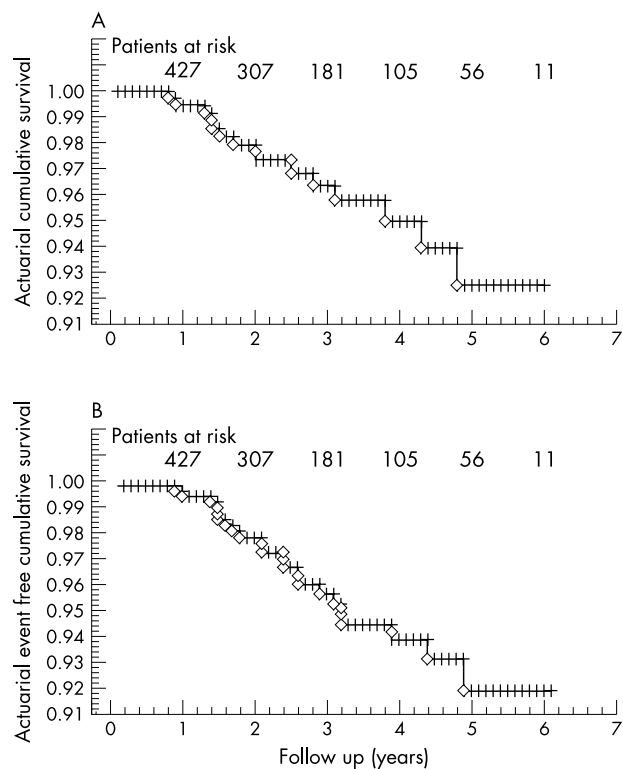 A
Patients at risk
427 307 181 105 56 11
Actuarial cumulative survival
1.00
0.99
0.98
0.97
0.96
0.95
0.94
0.93
0.92
0.91
0 1 2 3 4 5 6 7
B
Patients at risk
427 307 181 105 56 11
Actuarial event free cumulative survival
1.00
0.99
0.98
0.97
0.96
0.95
0.94
0.93
0.92
0.91
0 1 2 3 4 5 6 7
Follow up (years)